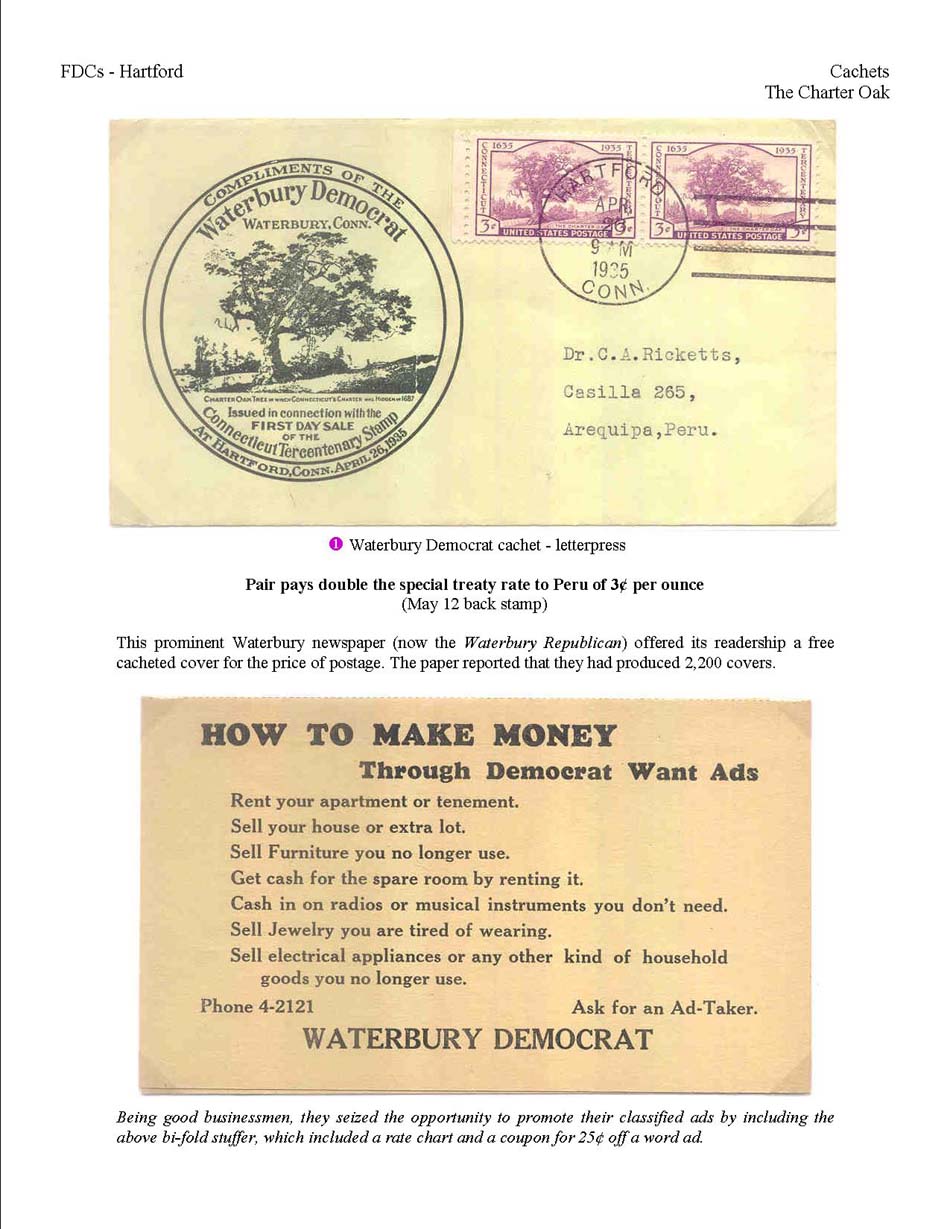 FDCs - Hartford
Cachets
The Charter Oak
COMPLIMENTS OF THE
Waterbury Democrat
WATERBURY, CONN.
CHARTER OAK TREE IN WHICH CONNECTICUT'S CHARTER WAS HIDDEN IN 1687
Issued in connection with the
FIRST DAY SALE
OF THE
Connecticut Tercentenary Stamp
AT HARTFORD, CONN. APRIL 26, 1935
1635 1935
CONNECTICUT
TERCENTENARY
THE CHARTER OAK
3¢
UNITED STATES POSTAGE
1635 1935
CONNECTICUT
TERCENTENARY
THE CHARTER OAK
3¢ 3¢
UNITED STATES POSTAGE
HARTFORD
APR
9 M
CONN.
Dr.C.A.Ricketts,
Casilla 265,
Arequipa,Peru.
❶ Waterbury Democrat cachet - letterpress
Pair pays double the special treaty rate to Peru of 3¢ per ounce
(May 12 back stamp)
This prominent Waterbury newspaper (now the Waterbury Republican) offered its readership a free
cacheted cover for the price of postage. The paper reported that they had produced 2,200 covers.
HOW TO MAKE MONEY
Through Democrat Want Ads
Rent your apartment or tenement.
Sell your house or extra lot.
Sell Furniture you no longer use.
Get cash for the spare room by renting it.
Cash in on radios or musical instruments you don't need.
Sell Jewelry you are tired of wearing.
Sell electrical appliances or any other kind of household
goods you no longer use.
Phone 4-2121 Ask for an Ad-Taker.
WATERBURY DEMOCRAT
Being good businessmen, they seized the opportunity to promote their classified ads by including the
above bi-fold stuffer, which included a rate chart and a coupon for 25¢ off a word ad.